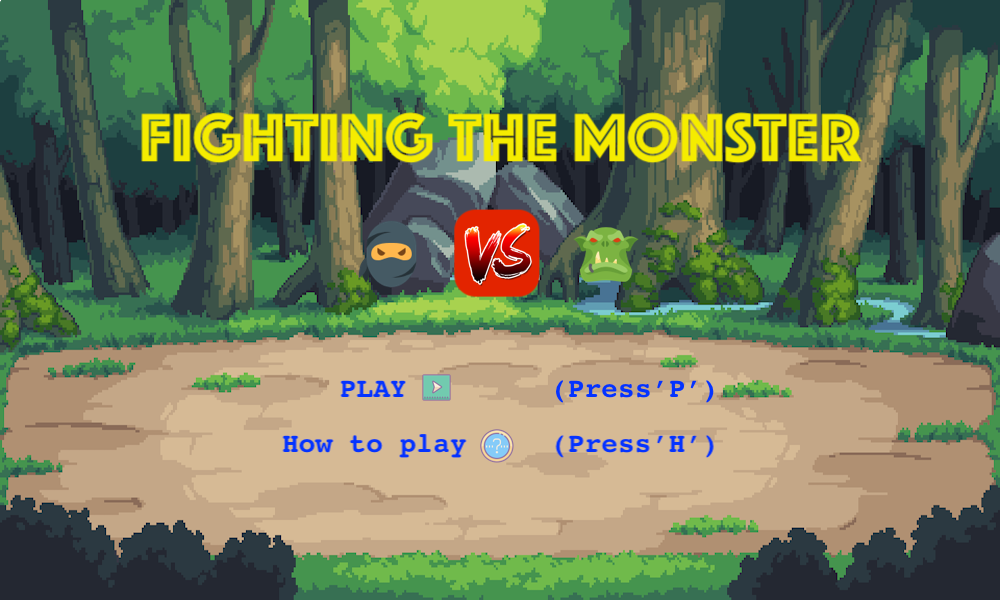 FIGHTING THE MONSTER
VS
PLAY (Press’P’)
How to play ? (Press’H’)